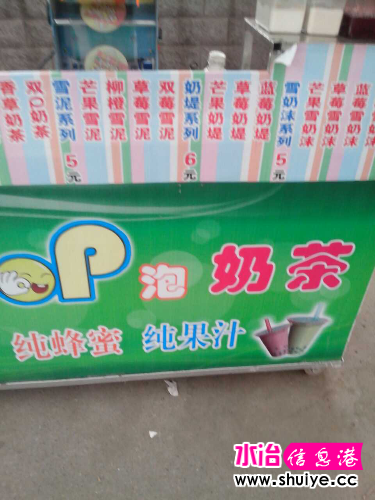 香草奶茶
双Q奶茶
雪泥系列 5元
芒果雪泥
柳橙雪泥
草莓雪泥
双莓雪泥
奶堤系列 6元
芒果奶堤
草莓奶堤
蓝莓奶堤
雪奶沫系列 5元
芒果雪奶沫
草莓雪奶沫
蓝莓雪奶沫
oP
泡 奶茶
纯蜂蜜 纯果汁
水冶信息港
www.shuiye.cc